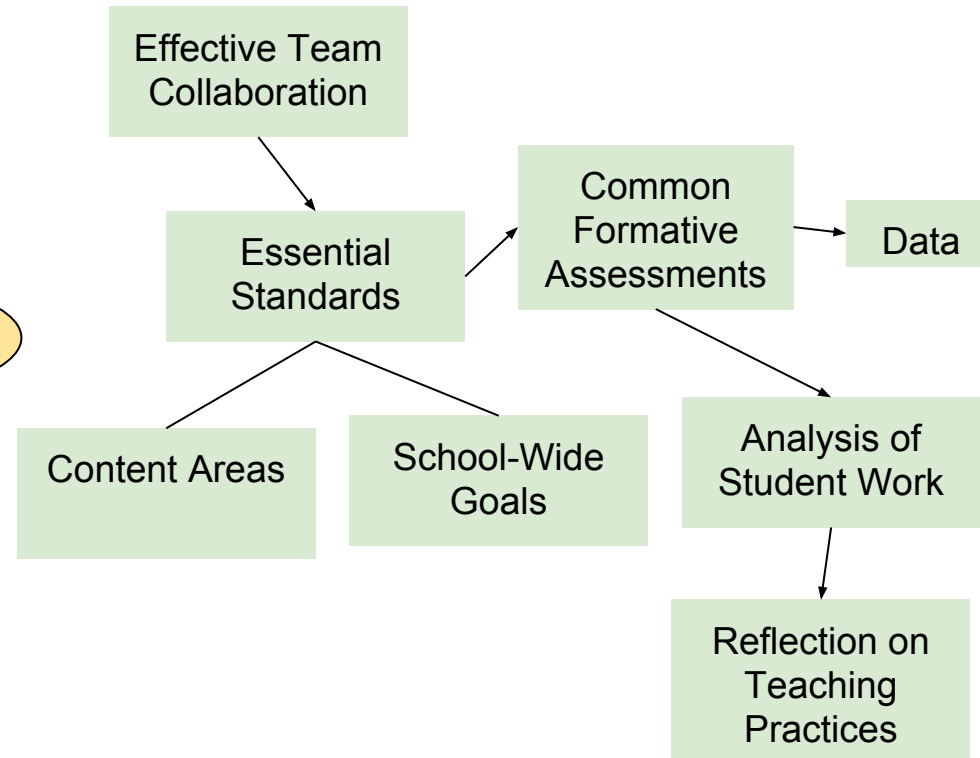 Effective Team
Collaboration
Essential
Standards
Common
Formative
Assessments
Data
Content Areas
School-Wide
Goals
Analysis of
Student Work
Reflection on
Teaching
Practices